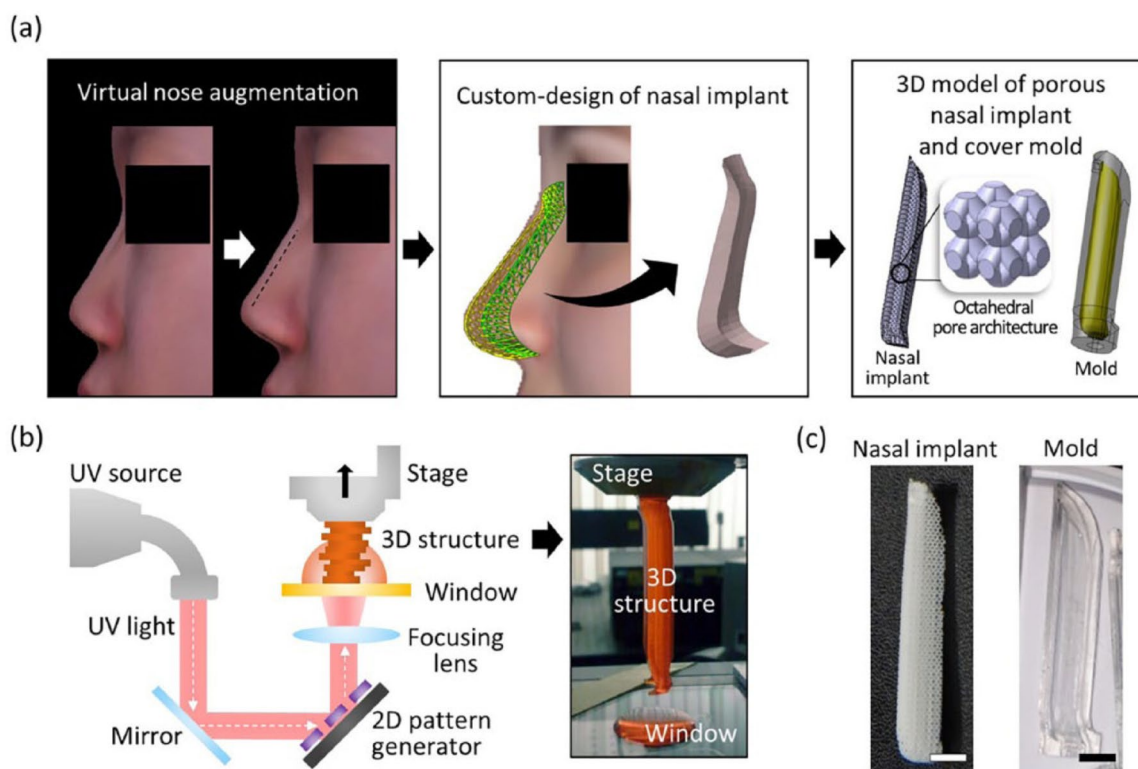 (a)
Virtual nose augmentation
Custom-design of nasal implant
3D model of porous
nasal implant
and cover mold
Octahedral
pore architecture
Nasal
implant
Mold
(b)
UV source
Stage
3D structure
Window
UV light
Focusing
lens
Mirror
2D pattern
generator
Stage
3D
structure
Window
(c)
Nasal implant
Mold